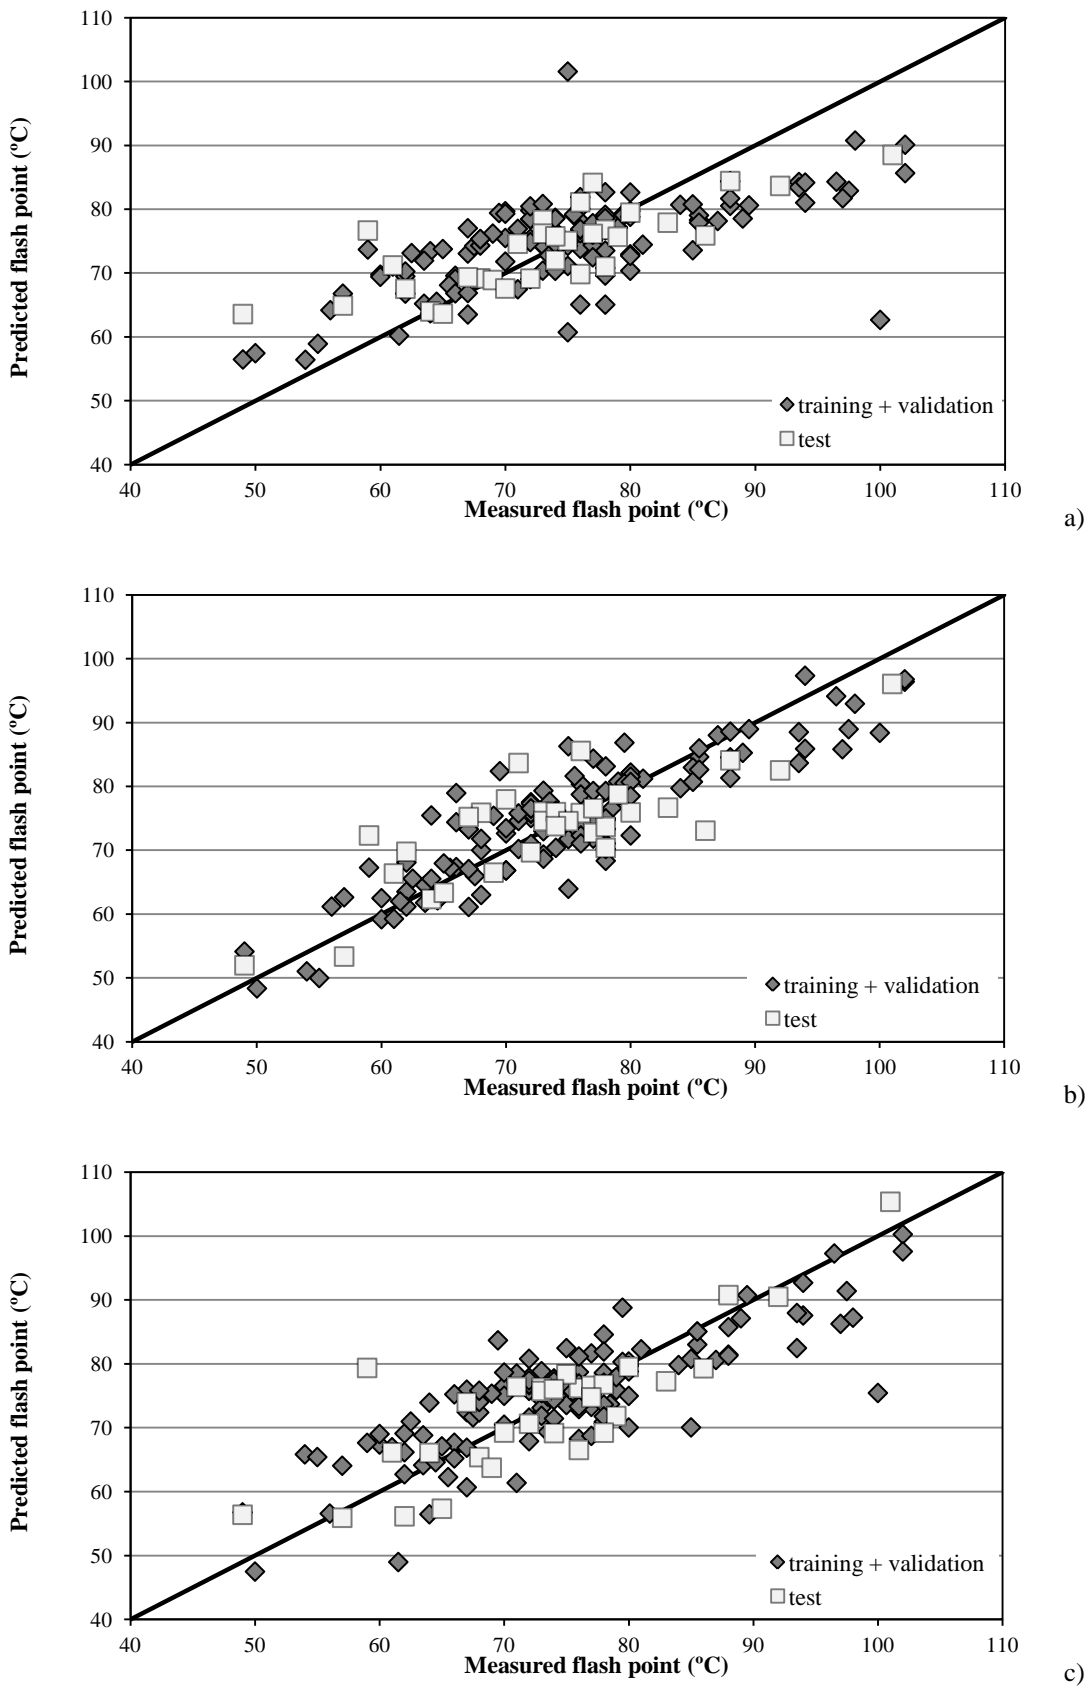 110
100
90
80
70
60
50
40
Predicted flash point (ºC)
training + validation
test
40 50 60 70 80 90 100 110
Measured flash point (ºC)
a)
110
100
90
80
70
60
50
40
Predicted flash point (ºC)
training + validation
test
40 50 60 70 80 90 100 110
Measured flash point (ºC)
b)
110
100
90
80
70
60
50
40
Predicted flash point (ºC)
training + validation
test
40 50 60 70 80 90 100 110
Measured flash point (ºC)
c)